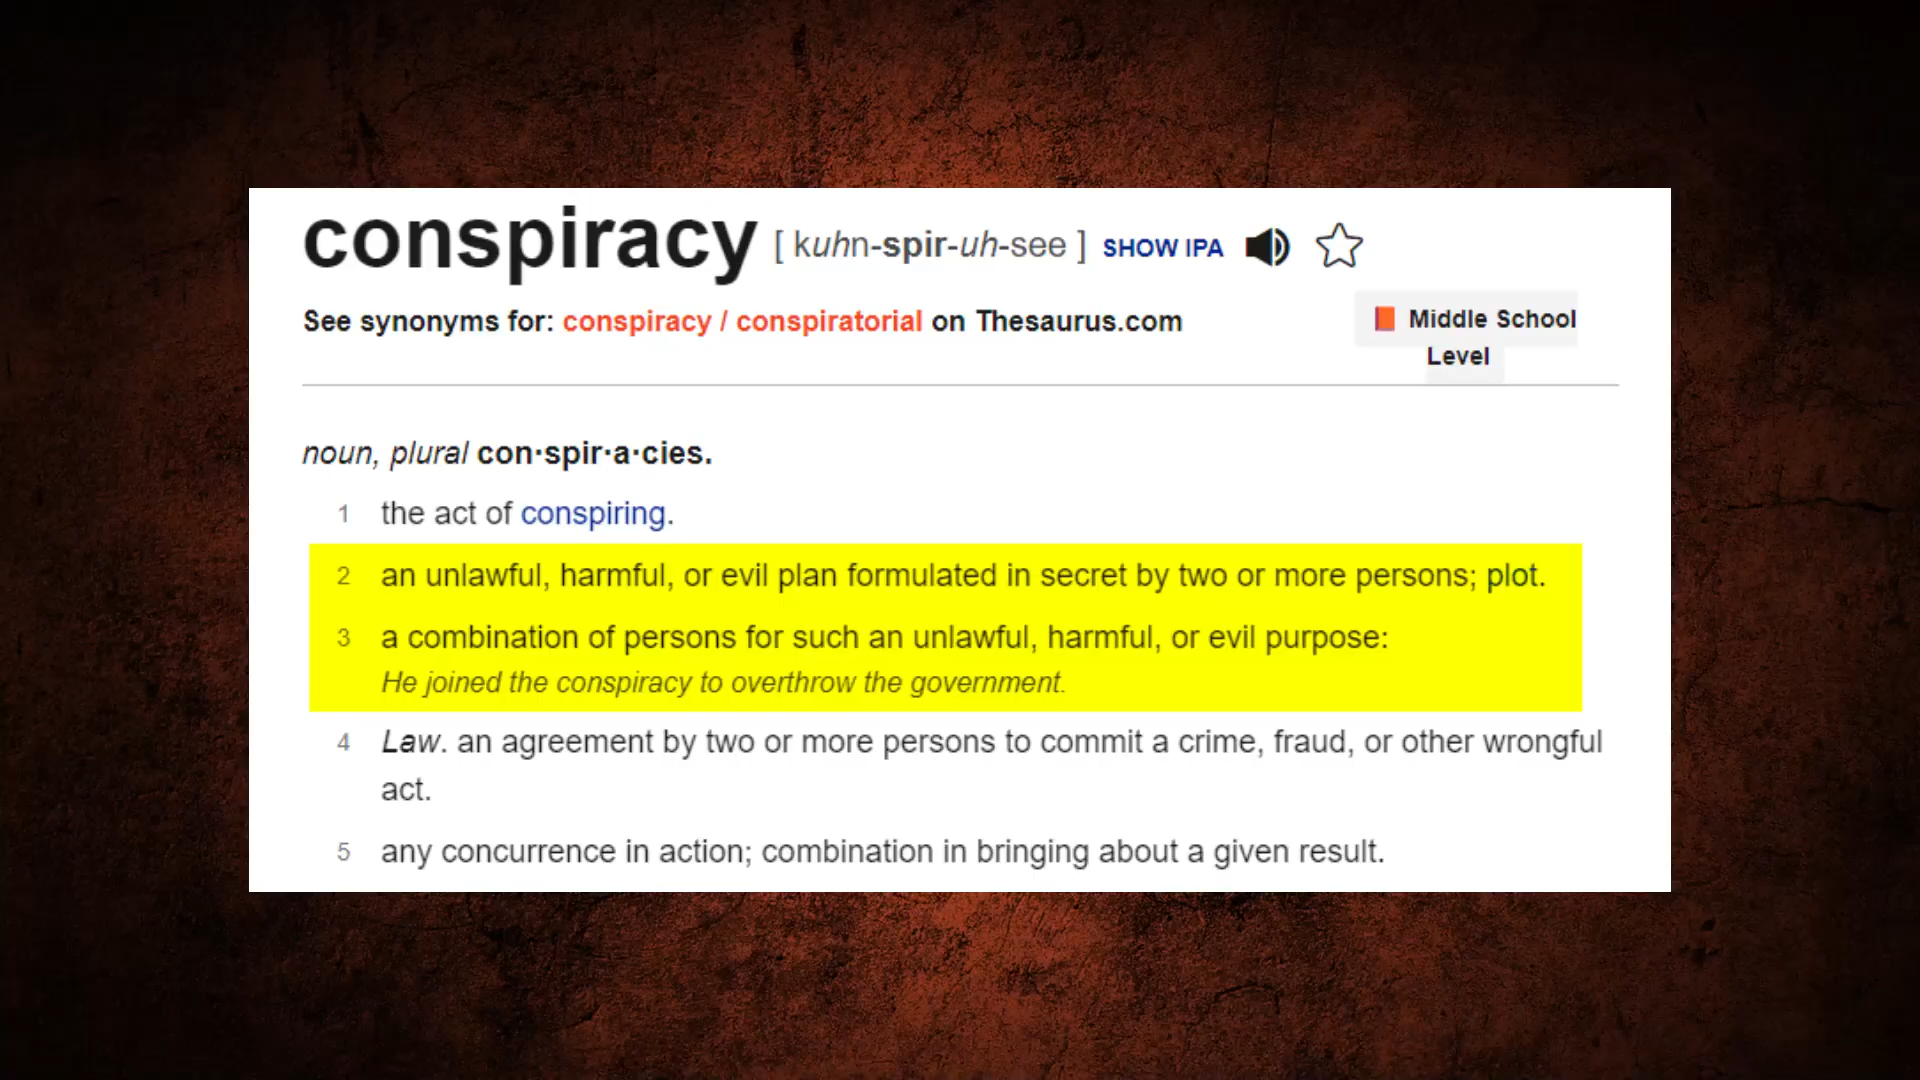 conspiracy [ kuhn-spir-uh-see ] SHOW IPA
See synonyms for: conspiracy / conspiratorial on Thesaurus.com
Middle School
Level
noun, plural con·spir·a·cies.
1 the act of conspiring.
2 an unlawful, harmful, or evil plan formulated in secret by two or more persons; plot.
3 a combination of persons for such an unlawful, harmful, or evil purpose:
He joined the conspiracy to overthrow the government.
4 Law. an agreement by two or more persons to commit a crime, fraud, or other wrongful
act.
5 any concurrence in action; combination in bringing about a given result.